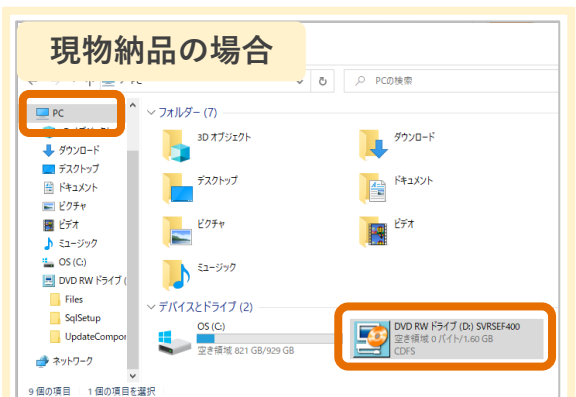 現物納品の場合
PCの検索
PC
ダウンロード
デスクトップ
ドキュメント
ピクチャ
ビデオ
ミュージック
OS (C:)
DVD RW ドライブ (
Files
SqlSetup
UpdateCompor
ネットワーク
フォルダー (7)
3D オブジェクト
ダウンロード
デスクトップ
ドキュメント
ピクチャ
ビデオ
ミュージック
デバイスとドライブ (2)
OS (C:)
空き領域 821 GB/929 GB
DVD RW ドライブ (D:) SVRSEF400
空き領域 0 バイト/1.60 GB
CDFS
9 個の項目 1 個の項目を選択